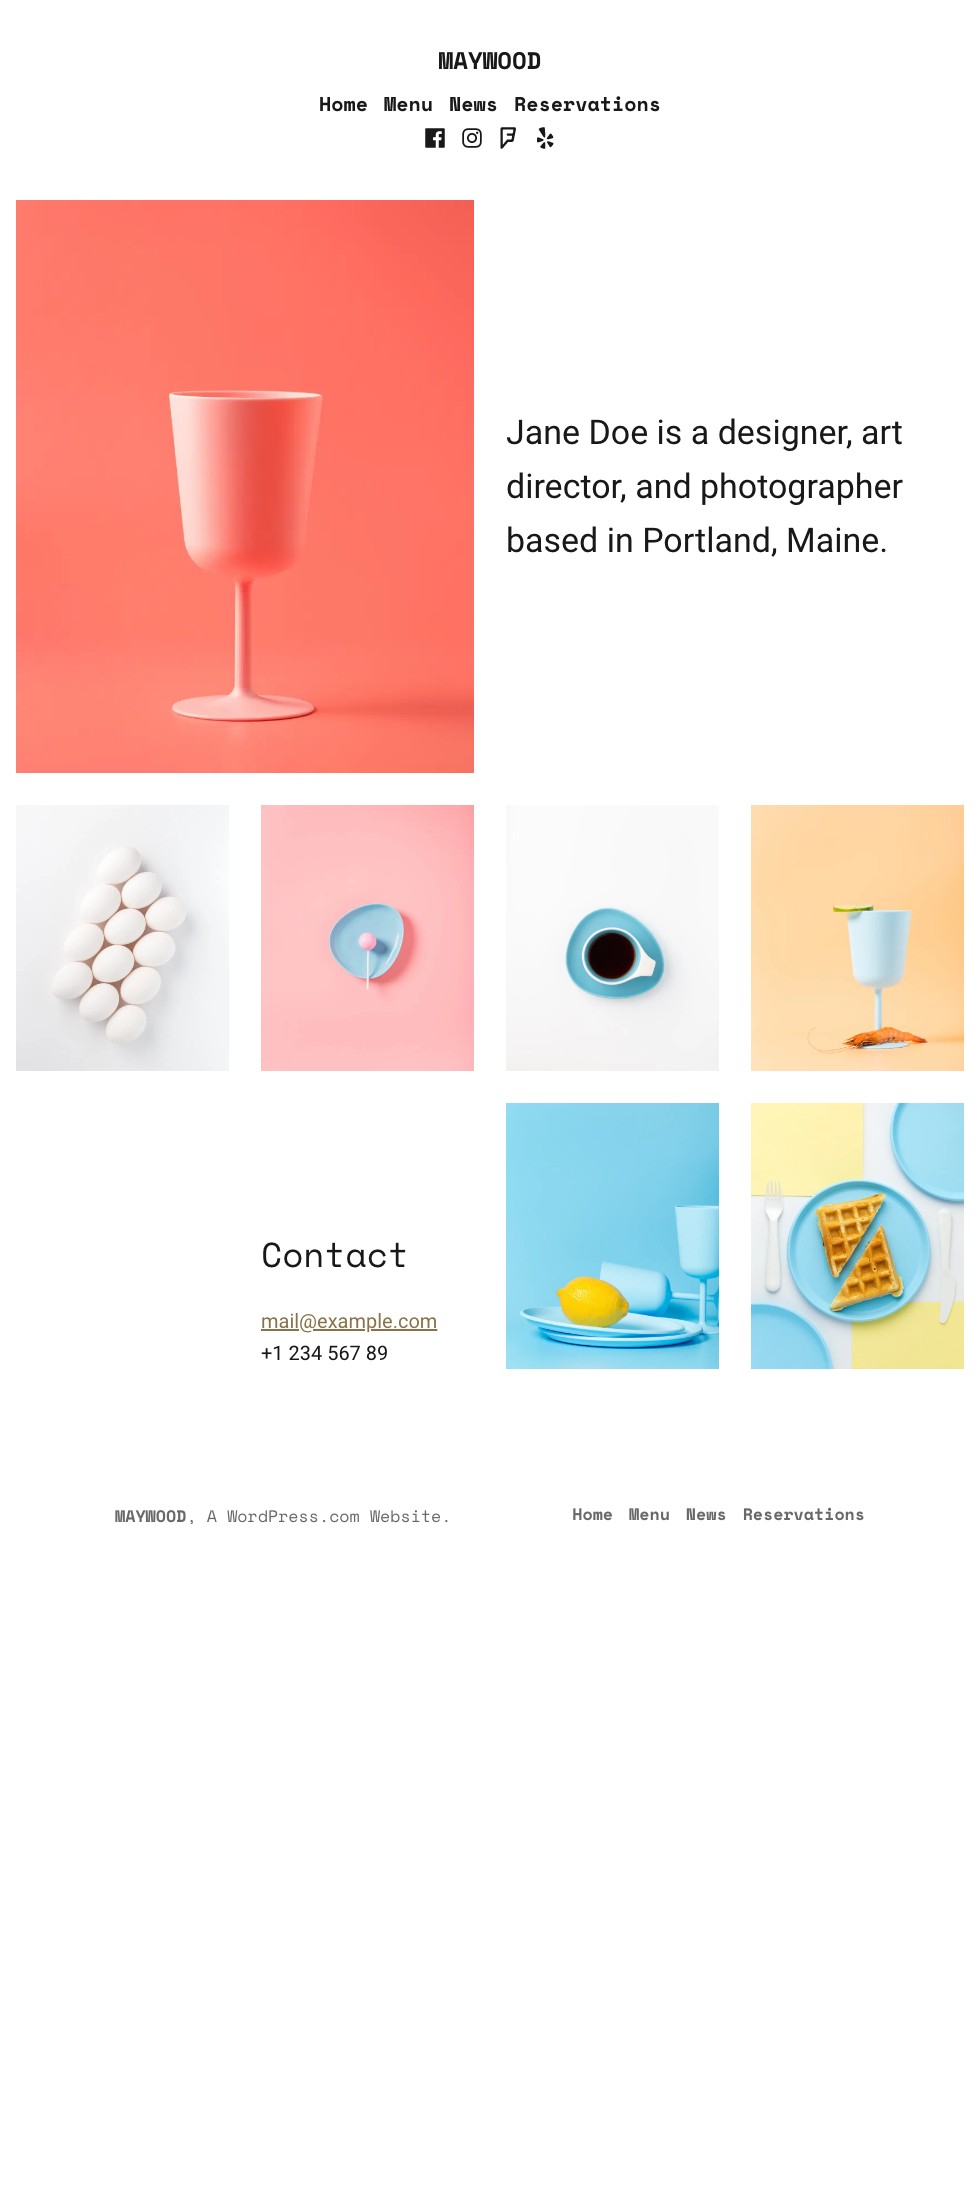 MAYWOOD
Home Menu News Reservations
Jane Doe is a designer, art
director, and photographer
based in Portland, Maine.
Contact
mail@example.com
+1 234 567 89
MAYWOOD, A WordPress.com Website.
Home Menu News Reservations